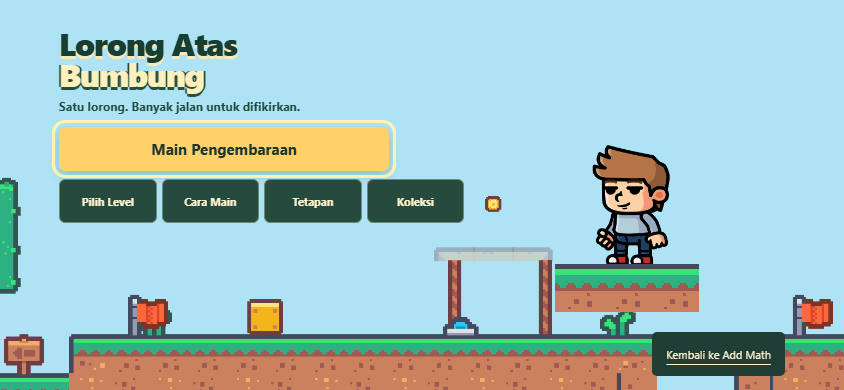 Lorong Atas
Bumbung
Satu lorong. Banyak jalan untuk difikirkan.
Main Pengembaraan
Pilih Level
Cara Main
Tetapan
Koleksi
Kembali ke Add Math